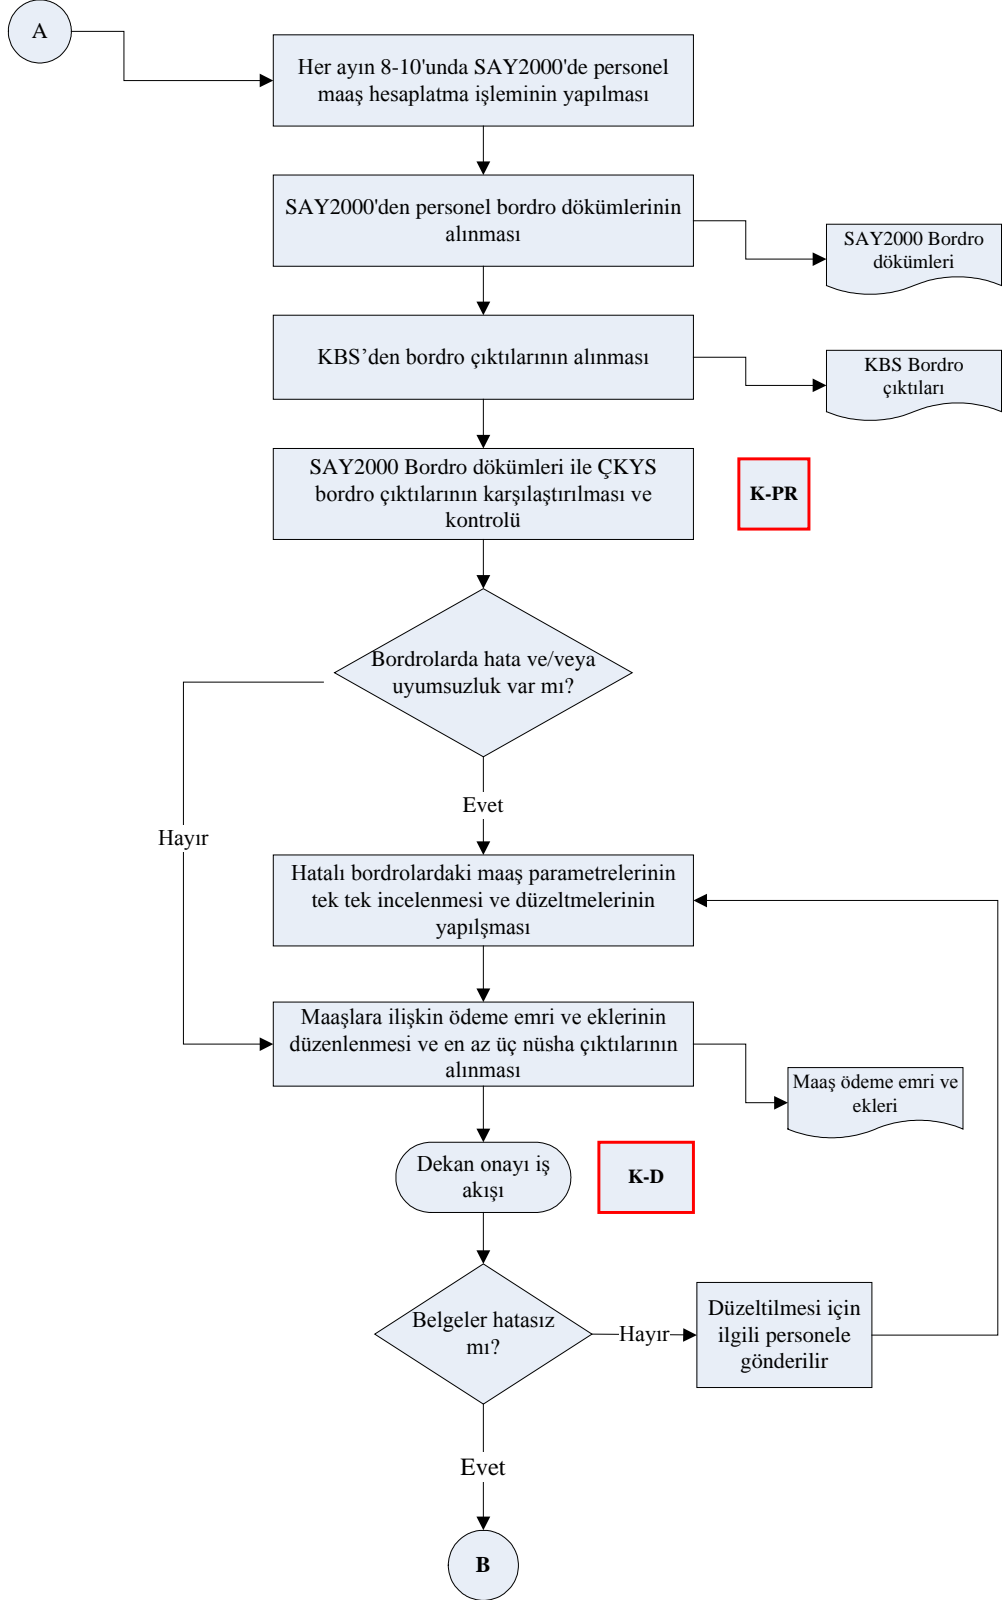 A
Her ayın 8-10'unda SAY2000'de personel
maaş hesaplatma işleminin yapılması
SAY2000'den personel bordro dökümlerinin
alınması
SAY2000 Bordro
dökümleri
KBS’den bordro çıktılarının alınması
KBS Bordro
çıktıları
SAY2000 Bordro dökümleri ile ÇKYS
bordro çıktılarının karşılaştırılması ve
kontrolü
K-PR
Bordrolarda hata ve/veya
uyumsuzluk var mı?
Evet
Hayır
Hatalı bordrolardaki maaş parametrelerinin
tek tek incelenmesi ve düzeltmelerinin
yapılşması
Maaşlara ilişkin ödeme emri ve eklerinin
düzenlenmesi ve en az üç nüsha çıktılarının
alınması
Maaş ödeme emri ve
ekleri
Dekan onayı iş
akışı
K-D
Belgeler hatasız
mı?
Hayır
Düzeltilmesi için
ilgili personele
gönderilir
Evet
B